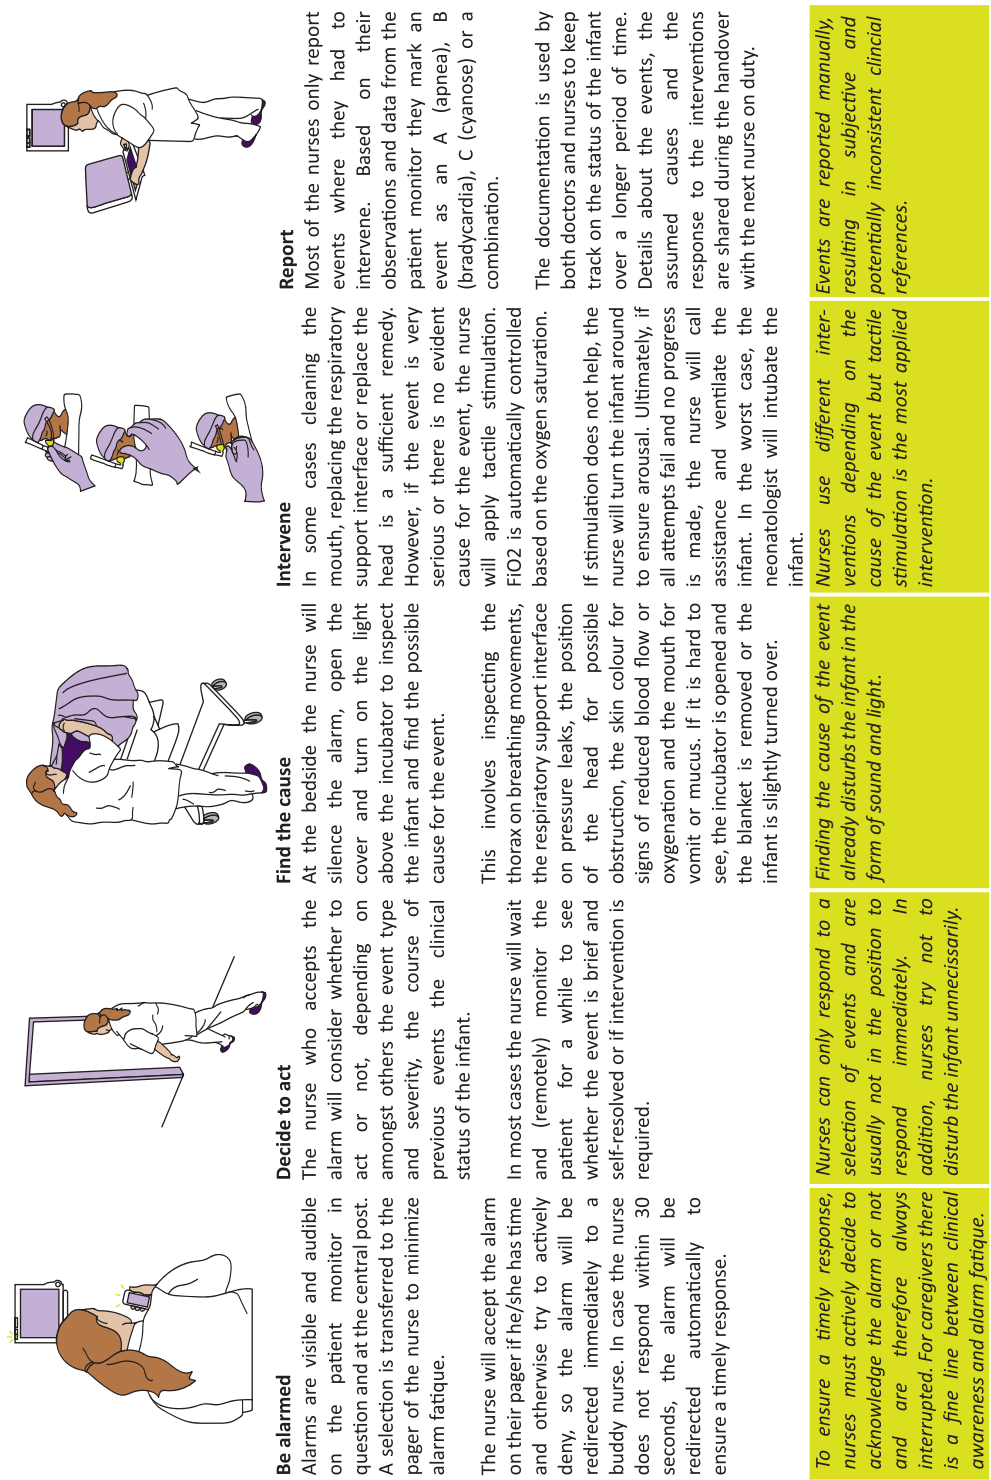 Be alarmed
Alarms are visible and audible
on the patient monitor in
question and at the central post.
A selection is transferred to the
pager of the nurse to minimize
alarm fatique.
The nurse will accept the alarm
on their pager if he/she has time
and otherwise try to actively
deny, so the alarm will be
redirected immediately to a
buddy nurse. In case the nurse
does not respond within 30
seconds, the alarm will be
redirected automatically to
ensure a timely response.
To ensure a timely response,
nurses must actively decide to
acknowledge the alarm or not
and are therefore always
interrupted. For caregivers there
is a fine line between clinical
awareness and alarm fatique.
Decide to act
The nurse who accepts the
alarm will consider whether to
act or not, depending on
amongst others the event type
and severity, the course of
previous events the clinical
status of the infant.
In most cases the nurse will wait
and (remotely) monitor the
patient for a while to see
whether the event is brief and
self-resolved or if intervention is
required.
Nurses can only respond to a
selection of events and are
usually not in the position to
respond immediately. In
addition, nurses try not to
disturb the infant unnecissarily.
Find the cause
At the bedside the nurse will
silence the alarm, open the
cover and turn on the light
above the incubator to inspect
the infant and find the possible
cause for the event.
This involves inspecting the
thorax on breathing movements,
the respiratory support interface
on pressure leaks, the position
of the head for possible
obstruction, the skin colour for
signs of reduced blood flow or
oxygenation and the mouth for
vomit or mucus. If it is hard to
see, the incubator is opened and
the blanket is removed or the
infant is slightly turned over.
Finding the cause of the event
already disturbs the infant in the
form of sound and light.
Intervene
In some cases cleaning the
mouth, replacing the respiratory
support interface or replace the
head is a sufficient remedy.
However, if the event is very
serious or there is no evident
cause for the event, the nurse
will apply tactile stimulation.
FiO2 is automatically controlled
based on the oxygen saturation.
If stimulation does not help, the
nurse will turn the infant around
to ensure arousal. Ultimately, if
all attempts fail and no progress
is made, the nurse will call
assistance and ventilate the
infant. In the worst case, the
neonatologist will intubate the
infant.
Nurses use different inter-
ventions depending on the
cause of the event but tactile
stimulation is the most applied
intervention.
Report
Most of the nurses only report
events where they had to
intervene. Based on their
observations and data from the
patient monitor they mark an
event as an A (apnea), B
(bradycardia), C (cyanose) or a
combination.
The documentation is used by
both doctors and nurses to keep
track on the status of the infant
over a longer period of time.
Details about the events, the
assumed causes and the
response to the interventions
are shared during the handover
with the next nurse on duty.
Events are reported manually,
resulting in subjective and
potentially inconsistent clincial
references.